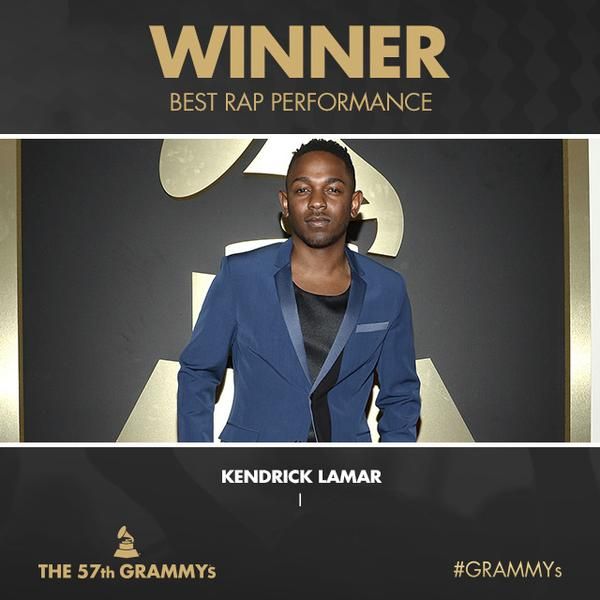 WINNER
BEST RAP PERFORMANCE
KENDRICK LAMAR
I
THE 57th GRAMMYs
#GRAMMYs